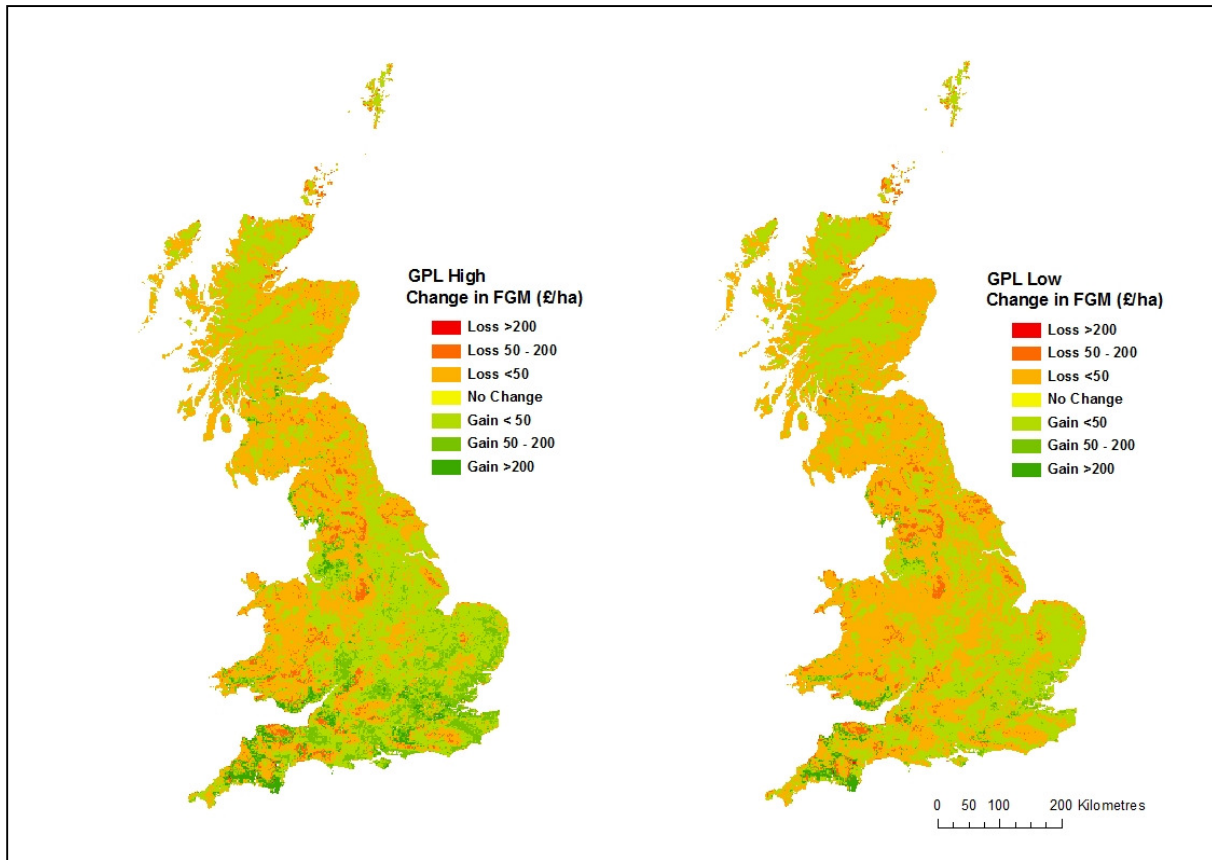 GPL High
Change in FGM (£/ha)
Loss >200
Loss 50 - 200
Loss <50
No Change
Gain < 50
Gain 50 - 200
Gain >200
GPL Low
Change in FGM (£/ha)
Loss >200
Loss 50 - 200
Loss <50
No Change
Gain <50
Gain 50 - 200
Gain >200
0 50 100 200 Kilometres